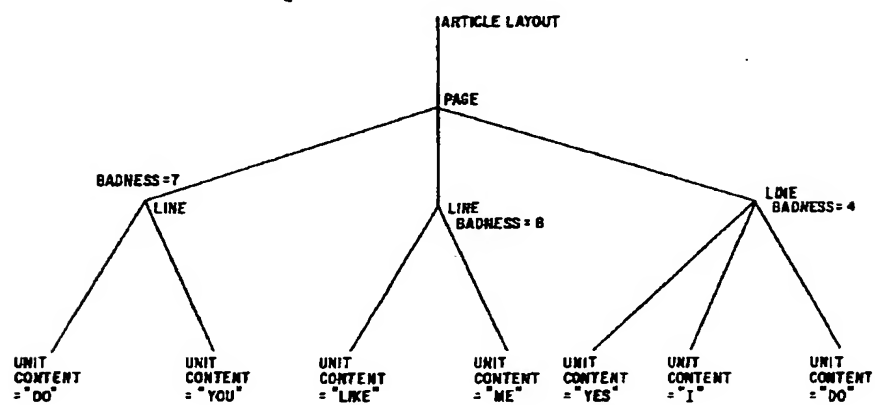 ARTICLE LAYOUT
PAGE
BADNESS=7
LINE
LINE
BADNESS=8
LINE
BADNESS=4
UNIT
CONTENT
="DO"
UNIT
CONTENT
="YOU"
UNIT
CONTENT
="LIKE"
UNIT
CONTENT
="ME"
UNIT
CONTENT
="YES"
UNIT
CONTENT
="I"
UNIT
CONTENT
="DO"